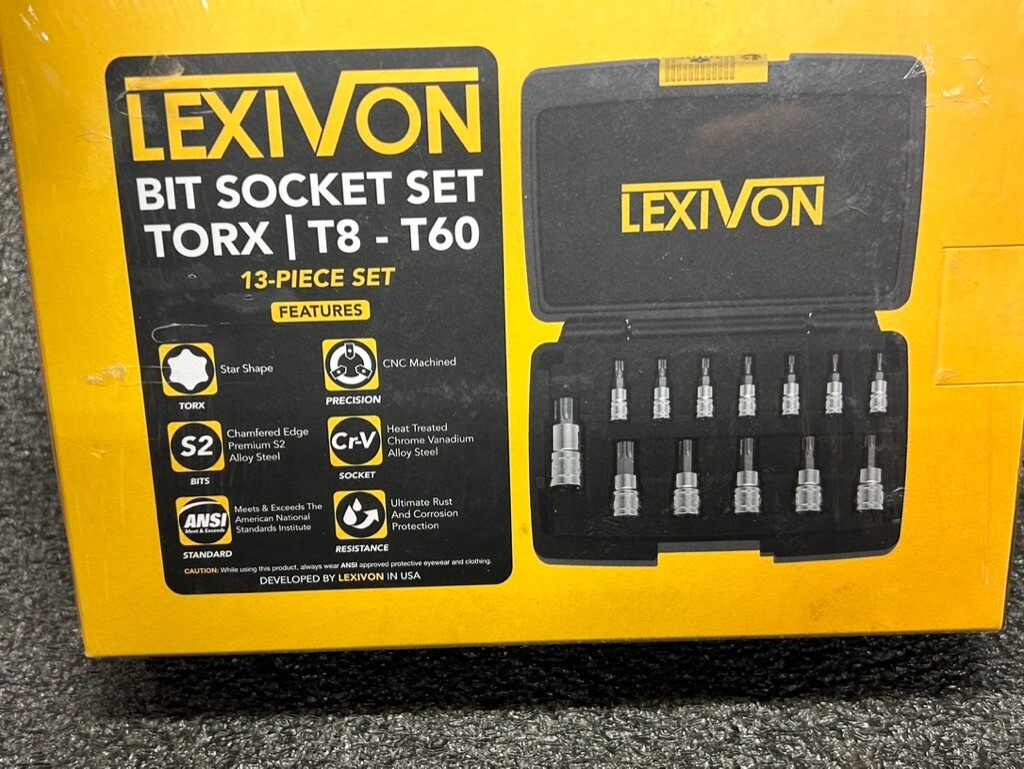 LEXIVON
BIT SOCKET SET
TORX | T8 - T60
13-PIECE SET
FEATURES
Star Shape
TORX
CNC Machined
PRECISION
S2
Chamfered Edge
Premium S2
Alloy Steel
BITS
Cr-V
Heat Treated
Chrome Vanadium
Alloy Steel
SOCKET
ANSI
Meet & Exceeds
Meets & Exceeds The
American National
Standards Institute
STANDARD
Ultimate Rust
And Corrosion
Protection
RESISTANCE
CAUTION: While using this product, always wear ANSI approved protective eyewear and clothing.
DEVELOPED BY LEXIVON IN USA
LEXIVON